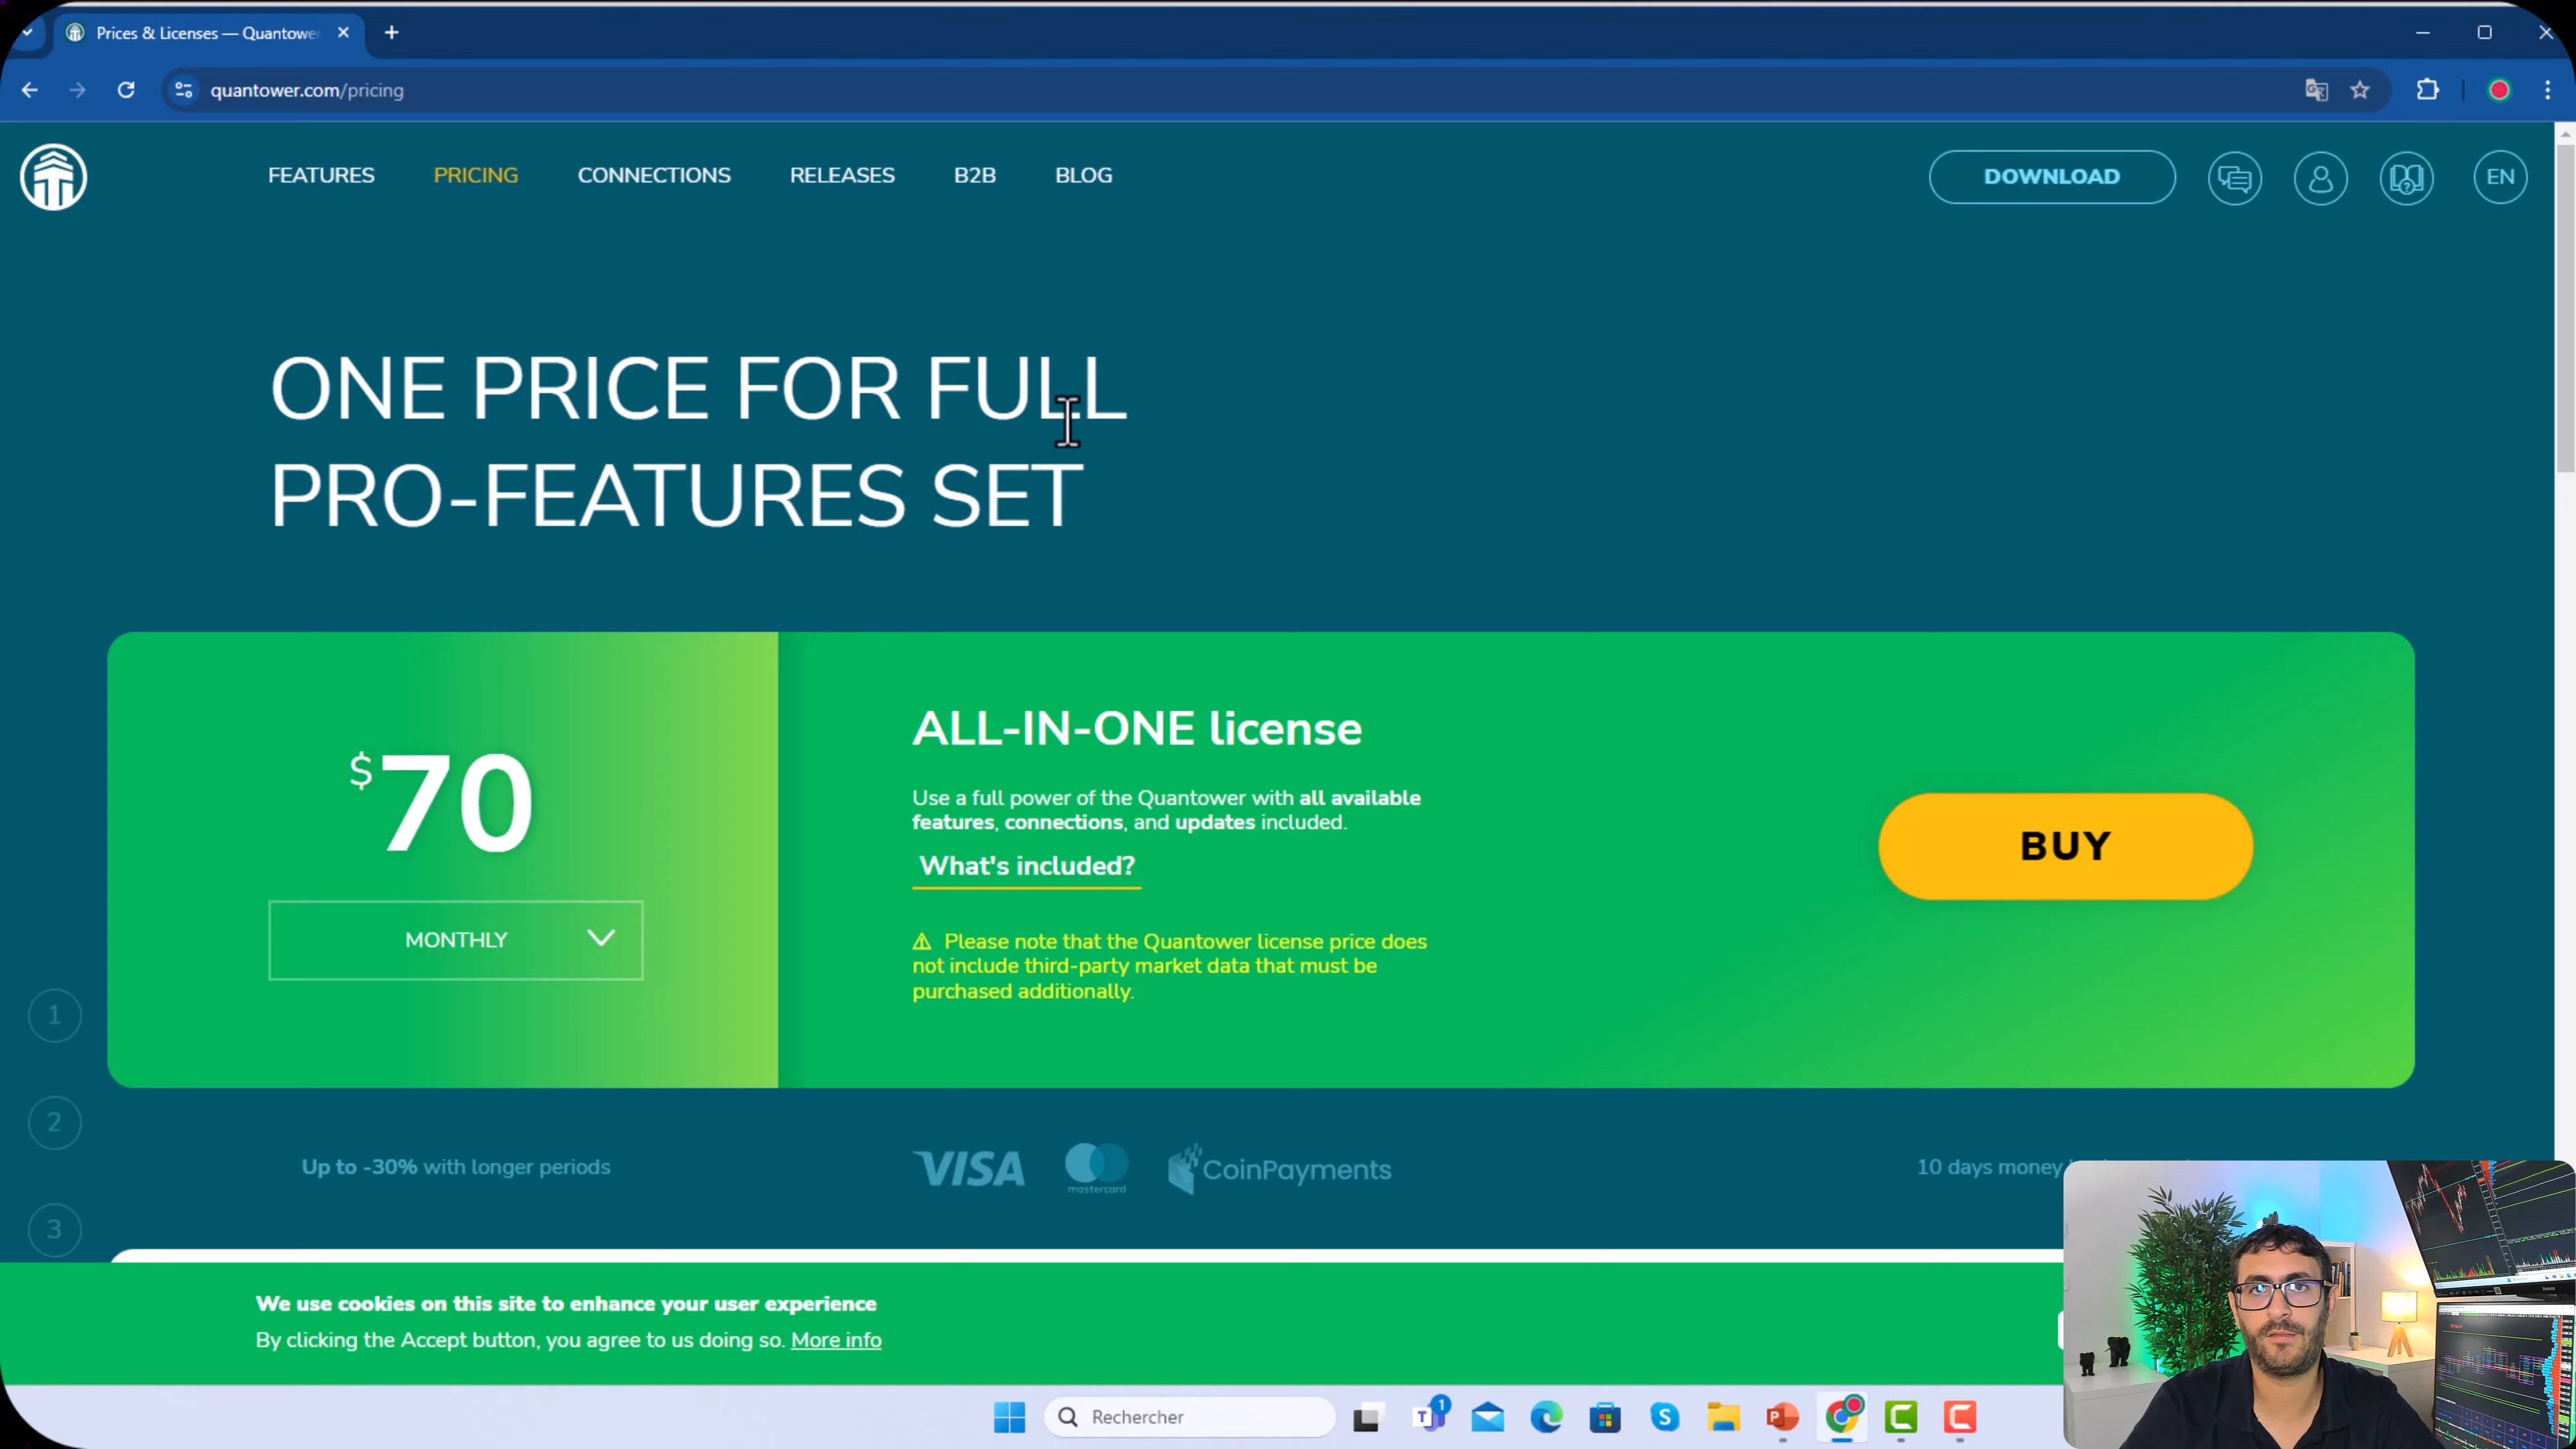 Prices & Licenses — Quantower
quantower.com/pricing
FEATURES
PRICING
CONNECTIONS
RELEASES
B2B
BLOG
DOWNLOAD
EN
ONE PRICE FOR FULL
PRO-FEATURES SET
$70
MONTHLY
ALL-IN-ONE license
Use a full power of the Quantower with all available
features, connections, and updates included.
What's included?
⚠ Please note that the Quantower license price does
not include third-party market data that must be
purchased additionally.
BUY
1
2
3
Up to -30% with longer periods
VISA
mastercard
CoinPayments
10 days money
We use cookies on this site to enhance your user experience
By clicking the Accept button, you agree to us doing so. More info
Rechercher
1